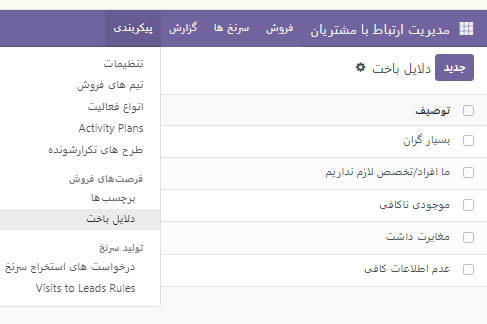 مدیریت ارتباط با مشتریان
فروش
سرنخ ها
گزارش
پیکربندی
جدید
دلایل باخت
توصیف
بسیار گران
ما افراد/تخصص لازم نداریم
موجودی ناکافی
مغایرت داشت
عدم اطلاعات کافی
تنظیمات
تیم های فروش
انواع فعالیت
Activity Plans
طرح های تکرارشونده
فرصت‌های فروش
برچسب‌ها
دلایل باخت
تولید سرنخ
درخواست های استخراج سرنخ
Visits to Leads Rules